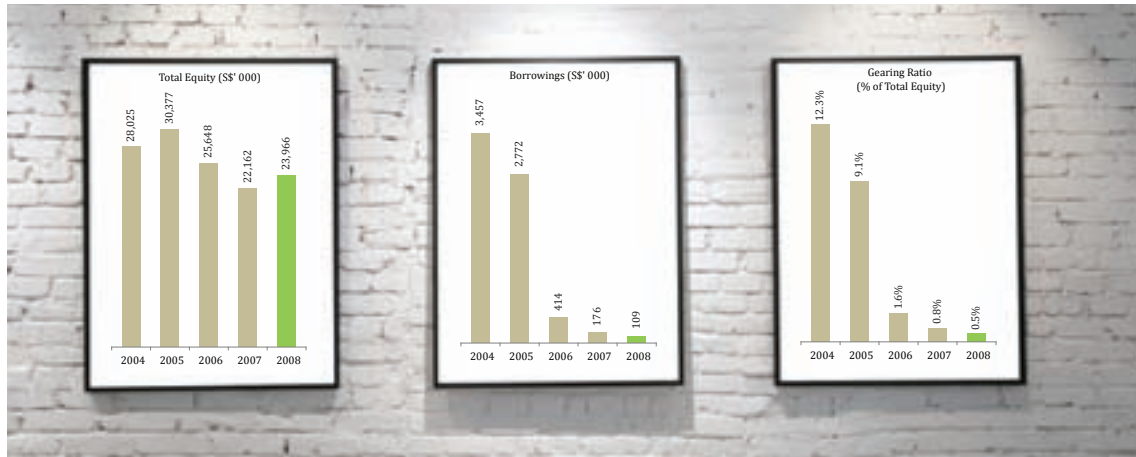 Total Equity (S$' 000)
28,025
30,377
25,648
22,162
23,966
2004 2005 2006 2007 2008
Borrowings (S$' 000)
3,457
2,772
414
176
109
2004 2005 2006 2007 2008
Gearing Ratio
(% of Total Equity)
12.3%
9.1%
1.6%
0.8%
0.5%
2004 2005 2006 2007 2008